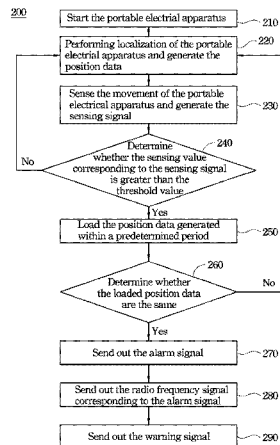 200
Start the portable electrial apparatus
210
Performing localization of the portable
electrial apparatus and generate the
position data
220
Sense the movement of the portable
electrical apparatus and generate the
sensing signal
230
Determine
whether the sensing value
corresponding to the sensing signal
is greater than the
threshold value
240
No
Yes
Load the position data generated
within a predetermined period
250
260
Determine whether
the loaded position data
are the same
No
Yes
Send out the alarm signal
270
Send out the radio frequency signal
corresponding to the alarm signal
280
Send out the warning signal
290